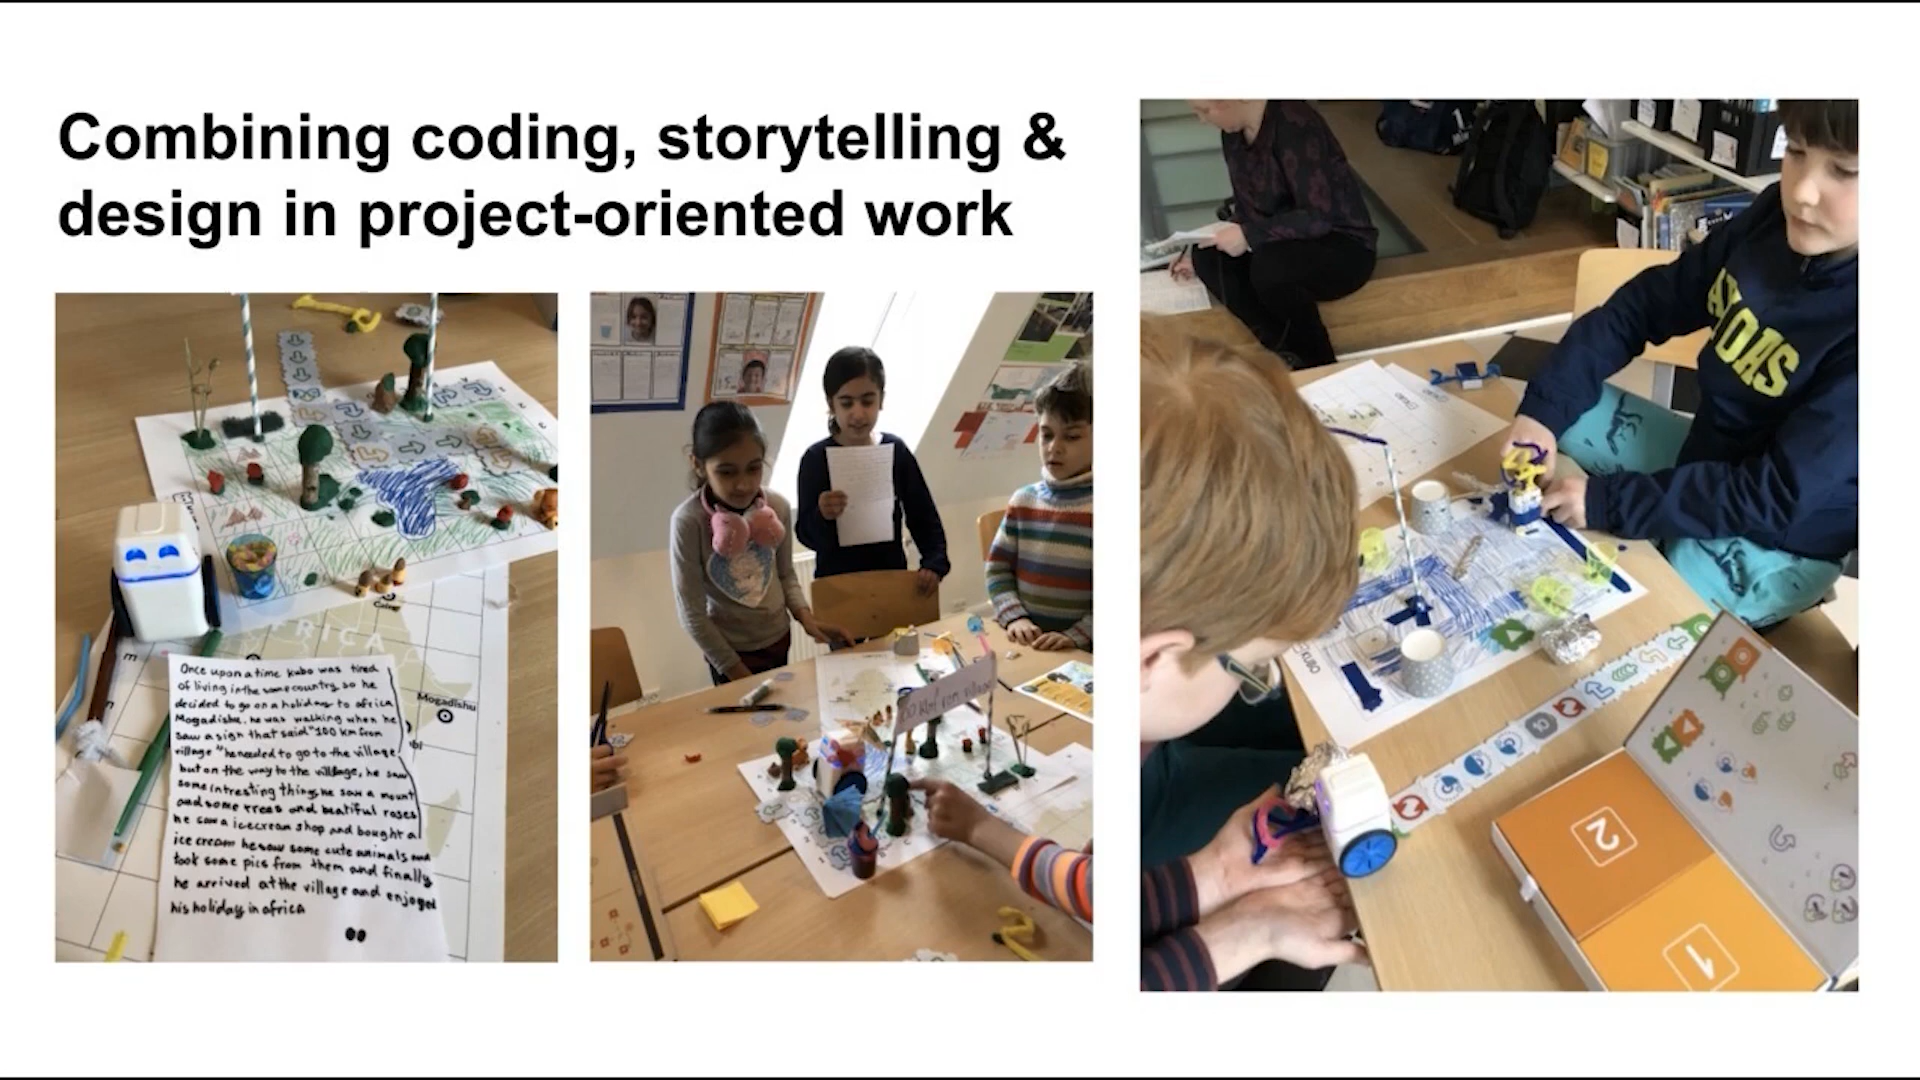 Combining coding, storytelling &
design in project-oriented work
Once upon a time kubo was tired
of living in the same country, so he
decided to go on a holiday to africa
Mogadishu. he was walking when he
saw a sign that said "100 km from
village" he needed to go to the village
but on the way to the village, he saw
some intresting things he saw a mount
and some trees and beatiful roses
he saw a icecream shop and bought a
ice cream he saw some cute animals and
took some pics from them and finally
he arrived at the village and enjoyed
his holiday in africa
Mogadishu
FRICA
2
1